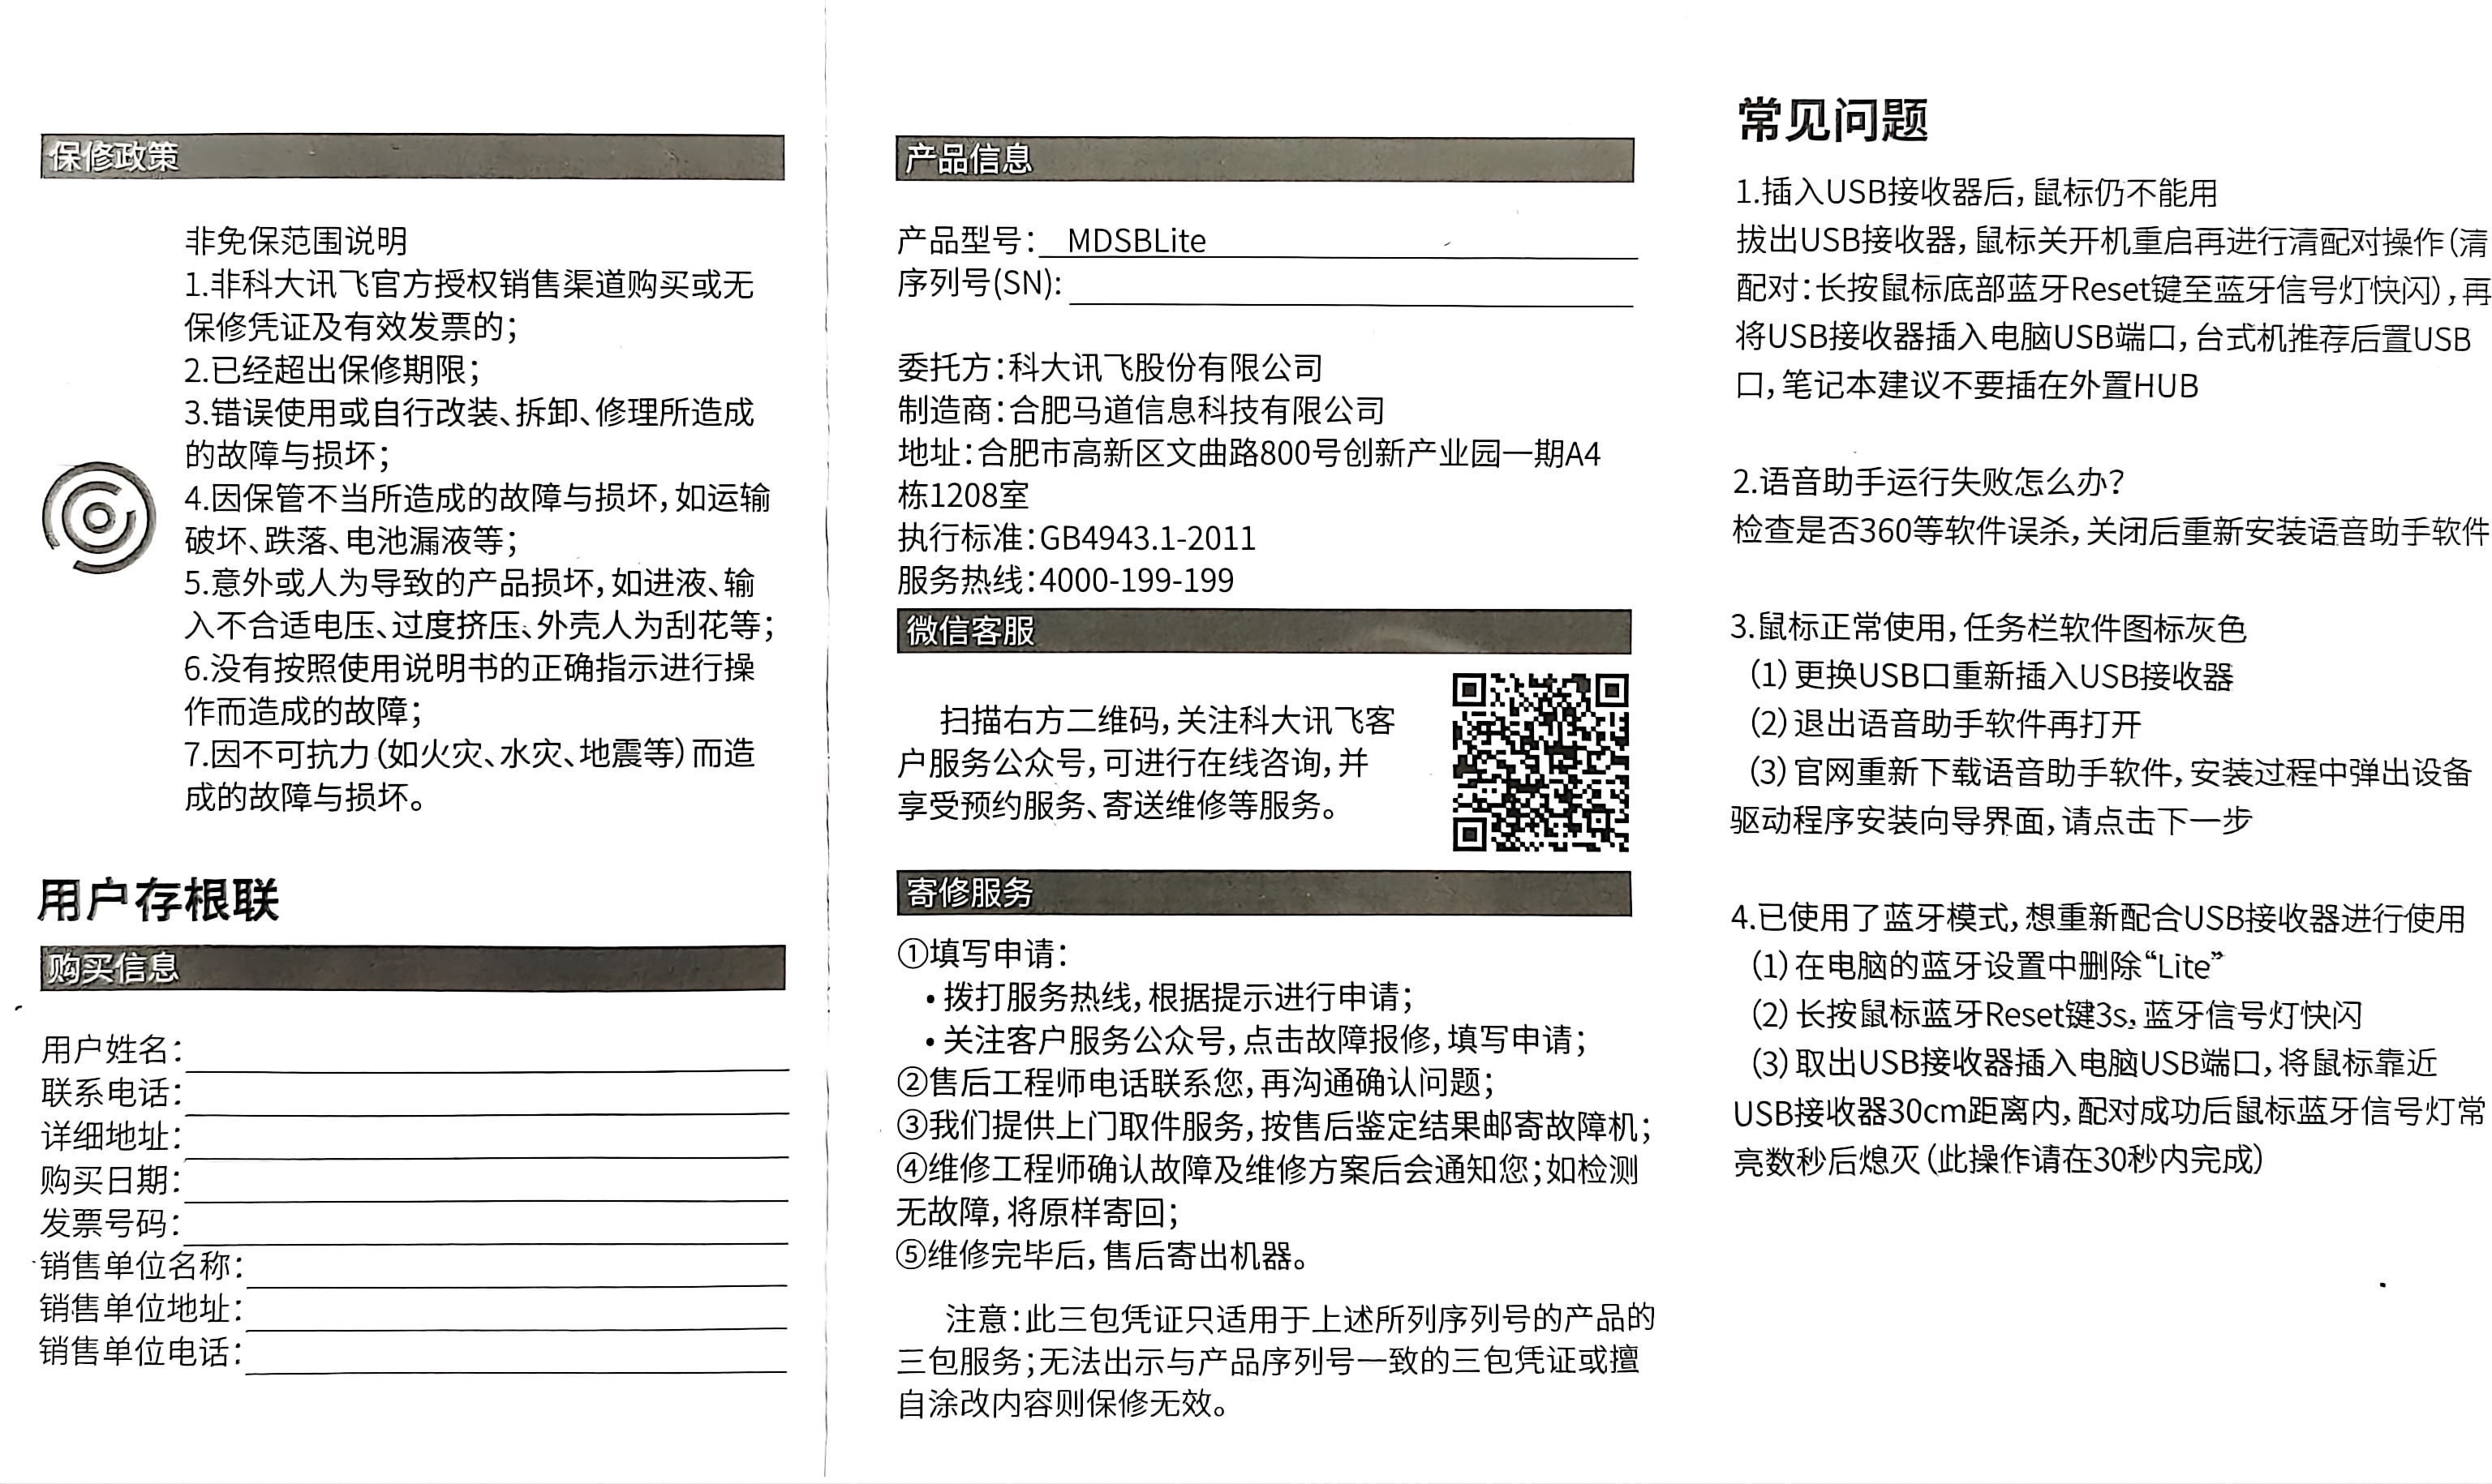 保修政策
非免保范围说明
1.非科大讯飞官方授权销售渠道购买或无
保修凭证及有效发票的；
2.已经超出保修期限；
3.错误使用或自行改装、拆卸、修理所造成
的故障与损坏；
4.因保管不当所造成的故障与损坏，如运输
破坏、跌落、电池漏液等；
5.意外或人为导致的产品损坏，如进液、输
入不合适电压、过度挤压、外壳人为刮花等；
6.没有按照使用说明书的正确指示进行操
作而造成的故障；
7.因不可抗力（如火灾、水灾、地震等）而造
成的故障与损坏。
用户存根联
购买信息
用户姓名：
联系电话：
详细地址：
购买日期：
发票号码：
销售单位名称：
销售单位地址：
销售单位电话：
产品信息
产品型号： MDSBLite
序列号(SN)：
委托方：科大讯飞股份有限公司
制造商：合肥马道信息科技有限公司
地址：合肥市高新区文曲路800号创新产业园一期A4
栋1208室
执行标准：GB4943.1-2011
服务热线：4000-199-199
微信客服
扫描右方二维码，关注科大讯飞客
户服务公众号，可进行在线咨询，并
享受预约服务、寄送维修等服务。
寄修服务
①填写申请：
•拨打服务热线，根据提示进行申请；
•关注客户服务公众号，点击故障报修，填写申请；
②售后工程师电话联系您，再沟通确认问题；
③我们提供上门取件服务，按售后鉴定结果邮寄故障机；
④维修工程师确认故障及维修方案后会通知您；如检测
无故障，将原样寄回；
⑤维修完毕后，售后寄出机器。
注意：此三包凭证只适用于上述所列序列号的产品的
三包服务；无法出示与产品序列号一致的三包凭证或擅
自涂改内容则保修无效。
常见问题
1.插入USB接收器后，鼠标仍不能用
拔出USB接收器，鼠标关开机重启再进行清配对操作（清
配对：长按鼠标底部蓝牙Reset键至蓝牙信号灯快闪），再
将USB接收器插入电脑USB端口，台式机推荐后置USB
口，笔记本建议不要插在外置HUB
2.语音助手运行失败怎么办？
检查是否360等软件误杀，关闭后重新安装语音助手软件
3.鼠标正常使用，任务栏软件图标灰色
（1）更换USB口重新插入USB接收器
（2）退出语音助手软件再打开
（3）官网重新下载语音助手软件，安装过程中弹出设备
驱动程序安装向导界面，请点击下一步
4.已使用了蓝牙模式，想重新配合USB接收器进行使用
（1）在电脑的蓝牙设置中删除“Lite”
（2）长按鼠标蓝牙Reset键3s，蓝牙信号灯快闪
（3）取出USB接收器插入电脑USB端口，将鼠标靠近
USB接收器30cm距离内，配对成功后鼠标蓝牙信号灯常
亮数秒后熄灭（此操作请在30秒内完成）